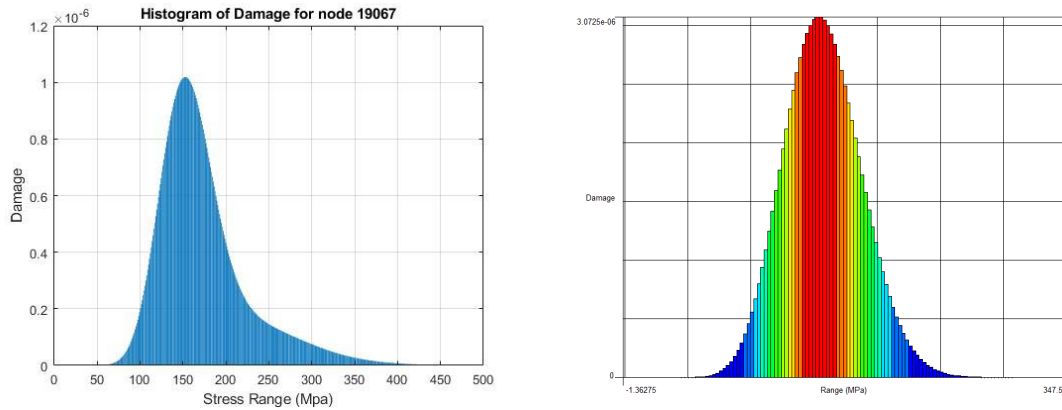 ×10⁻⁶
Histogram of Damage for node 19067
1.2
1
0.8
0.6
0.4
0.2
0
Damage
0 50 100 150 200 250 300 350 400 450 500
Stress Range (Mpa)
3.0725e-06
Damage
0
-1.36275
Range (MPa)
347.5